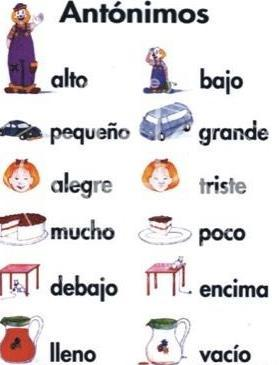 Antónimos
alto bajo
pequeño grande
alegre triste
mucho poco
debajo encima
lleno vacío